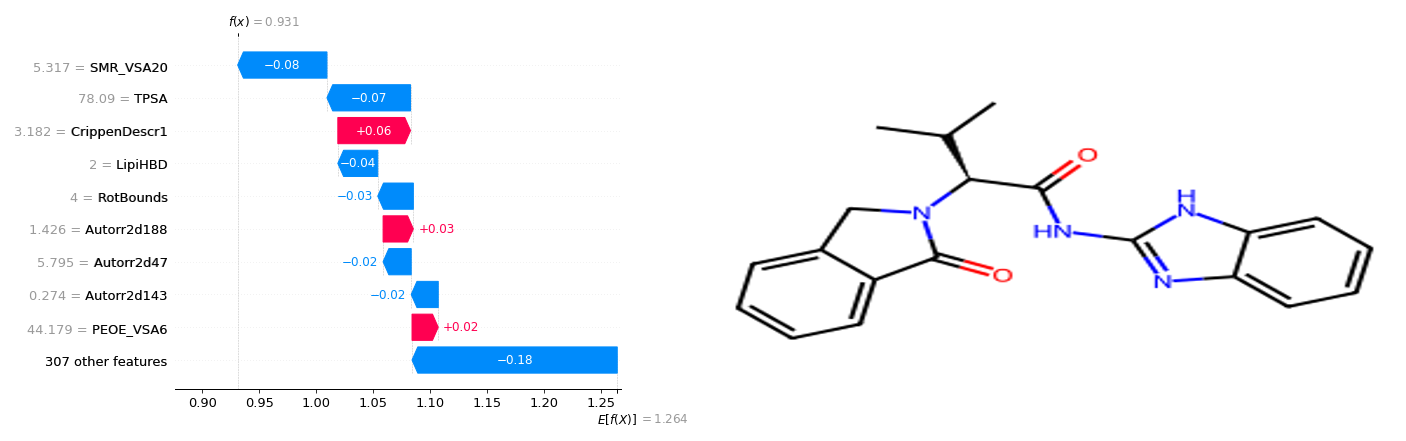 f(x) = 0.931
5.317 = SMR_VSA20
−0.08
78.09 = TPSA
−0.07
3.182 = CrippenDescr1
+0.06
2 = LipiHBD
−0.04
4 = RotBounds
−0.03
1.426 = Autorr2d188
+0.03
5.795 = Autorr2d47
−0.02
0.274 = Autorr2d143
−0.02
44.179 = PEOE_VSA6
+0.02
307 other features
−0.18
0.90 0.95 1.00 1.05 1.10 1.15 1.20 1.25
E[f(X)] = 1.264
O
H
N
N
HN
O
N